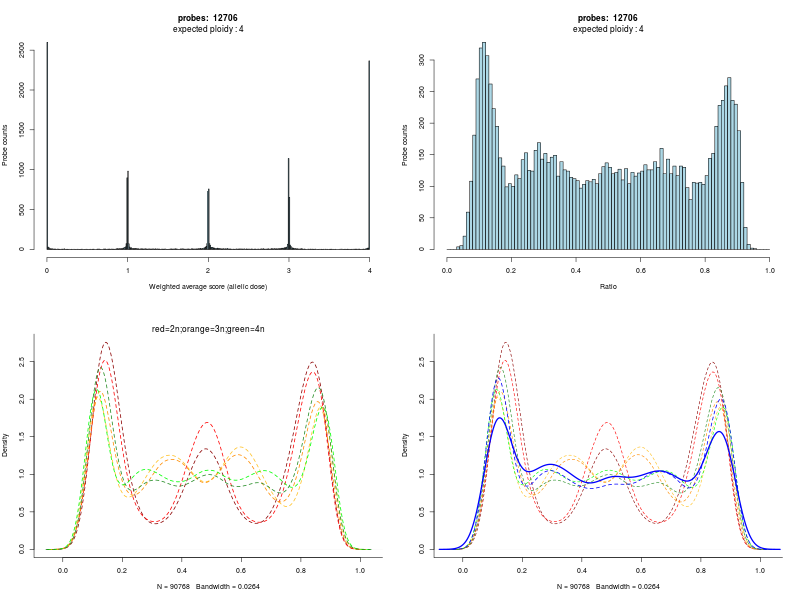 probes: 12706
expected ploidy : 4
Probe counts
2500
2000
1500
1000
500
0
0 1 2 3 4
Weighted average score (allelic dose)
probes: 12706
expected ploidy : 4
Probe counts
300
250
200
150
100
50
0
0.0 0.2 0.4 0.6 0.8 1.0
Ratio
red=2n;orange=3n;green=4n
Density
2.5
2.0
1.5
1.0
0.5
0.0
0.0 0.2 0.4 0.6 0.8 1.0
N = 90768 Bandwidth = 0.0264
Density
2.5
2.0
1.5
1.0
0.5
0.0
0.0 0.2 0.4 0.6 0.8 1.0
N = 90768 Bandwidth = 0.0264